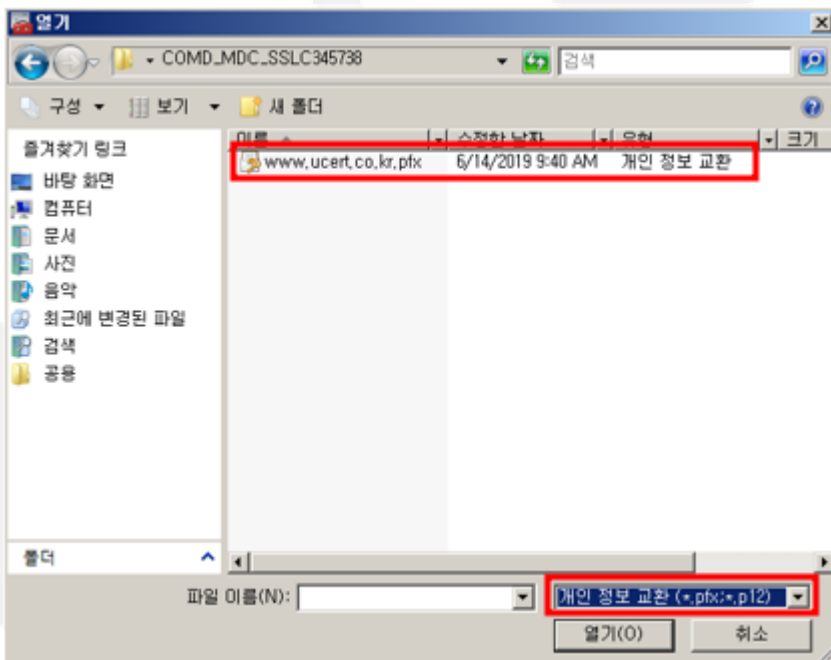 열기
COMD_MDC_SSLC345738
검색
구성 보기 새 폴더
즐겨찾기 링크
바탕 화면
컴퓨터
문서
사진
음악
최근에 변경된 파일
검색
공용
폴더
이름 수정한 날짜 유형 크기
www.ucert.co.kr.pfx 6/14/2019 9:40 AM 개인 정보 교환
파일 이름(N):
개인 정보 교환 (*.pfx;*.p12)
열기(O) 취소